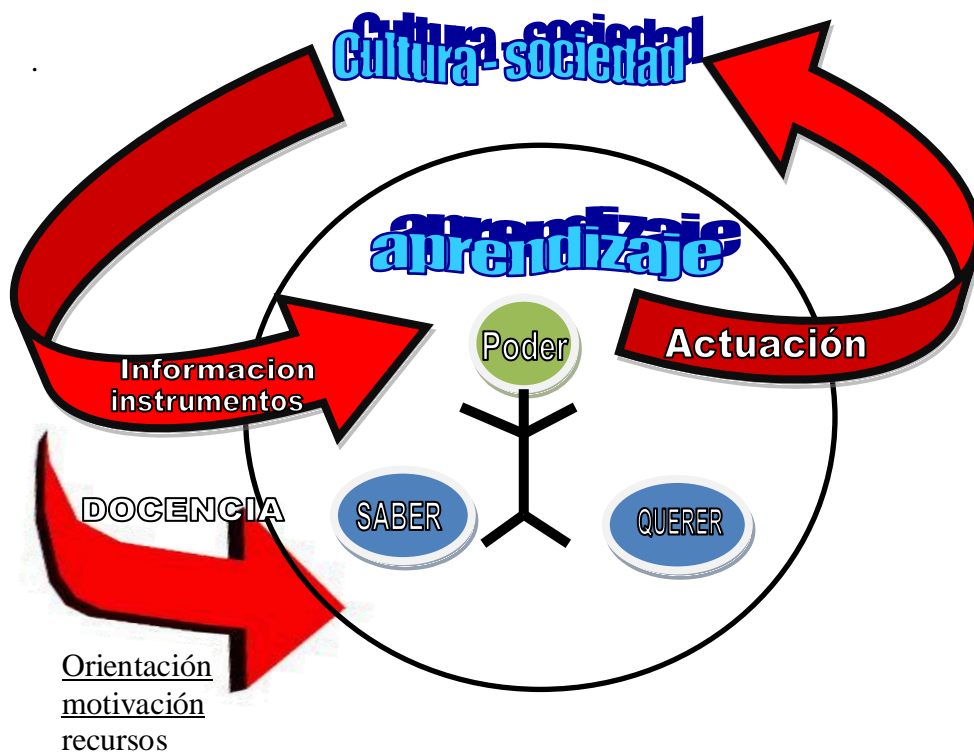 Cultura - sociedad
aprendizaje
Poder
Actuación
Informacion
instrumentos
SABER
QUERER
DOCENCIA
Orientación
motivación
recursos